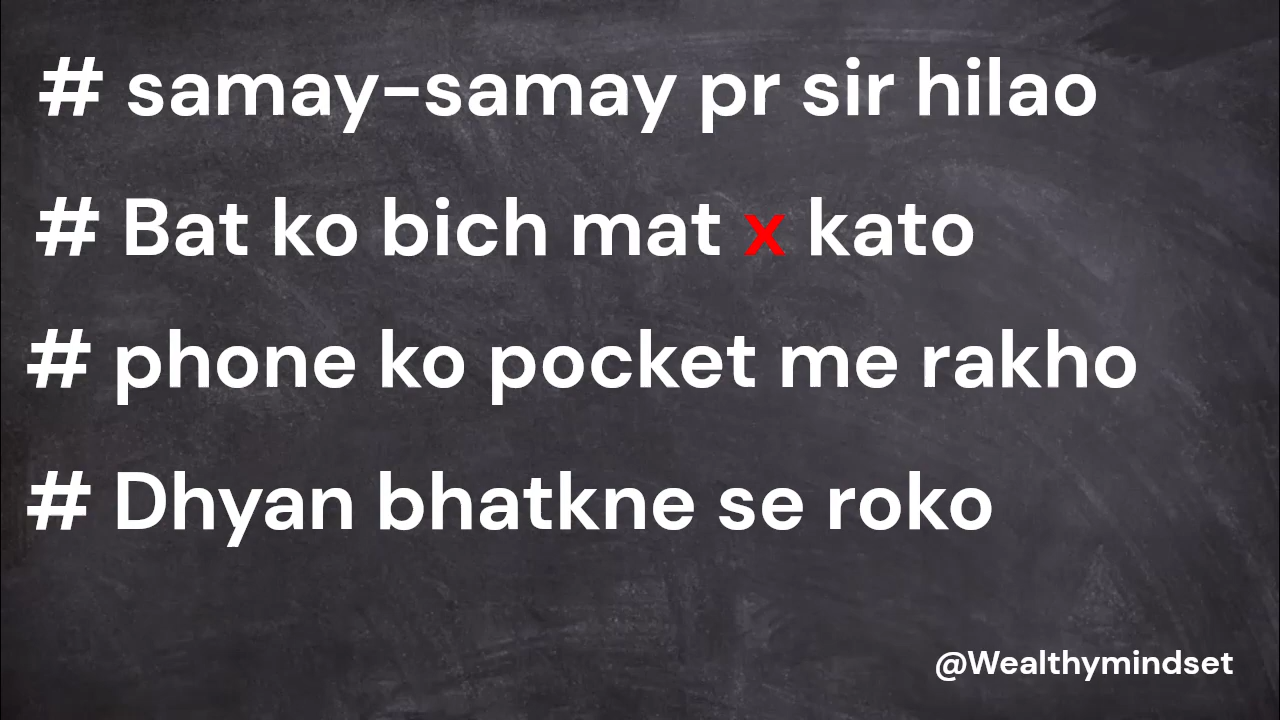 # samay-samay pr sir hilao
# Bat ko bich mat x kato
# phone ko pocket me rakho
# Dhyan bhatkne se roko
@Wealthymindset